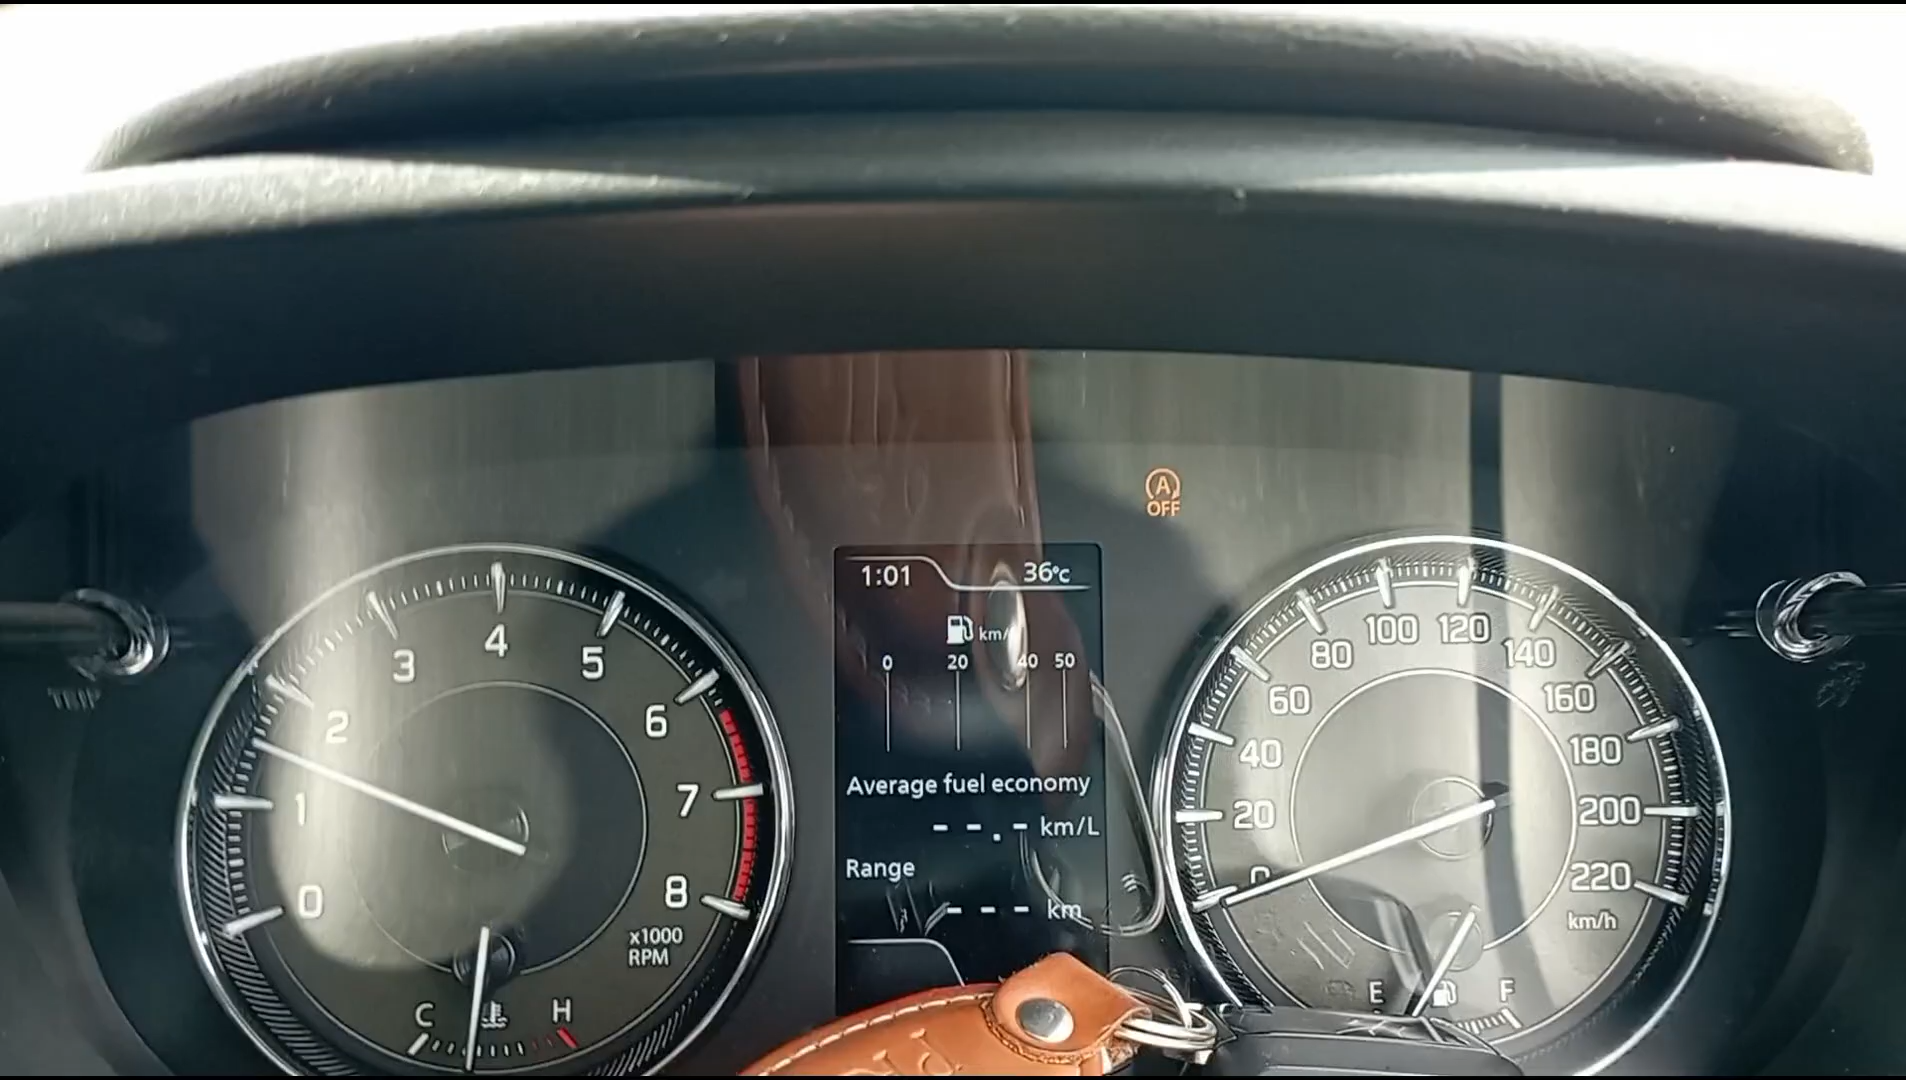 A
OFF
1:01 36°C
km/
0 20 40 50
Average fuel economy
--.- km/L
Range
--- km
0
1
2
3
4
5
6
7
8
x1000
RPM
C H
0
20
40
60
80
100
120
140
160
180
200
220
km/h
E F